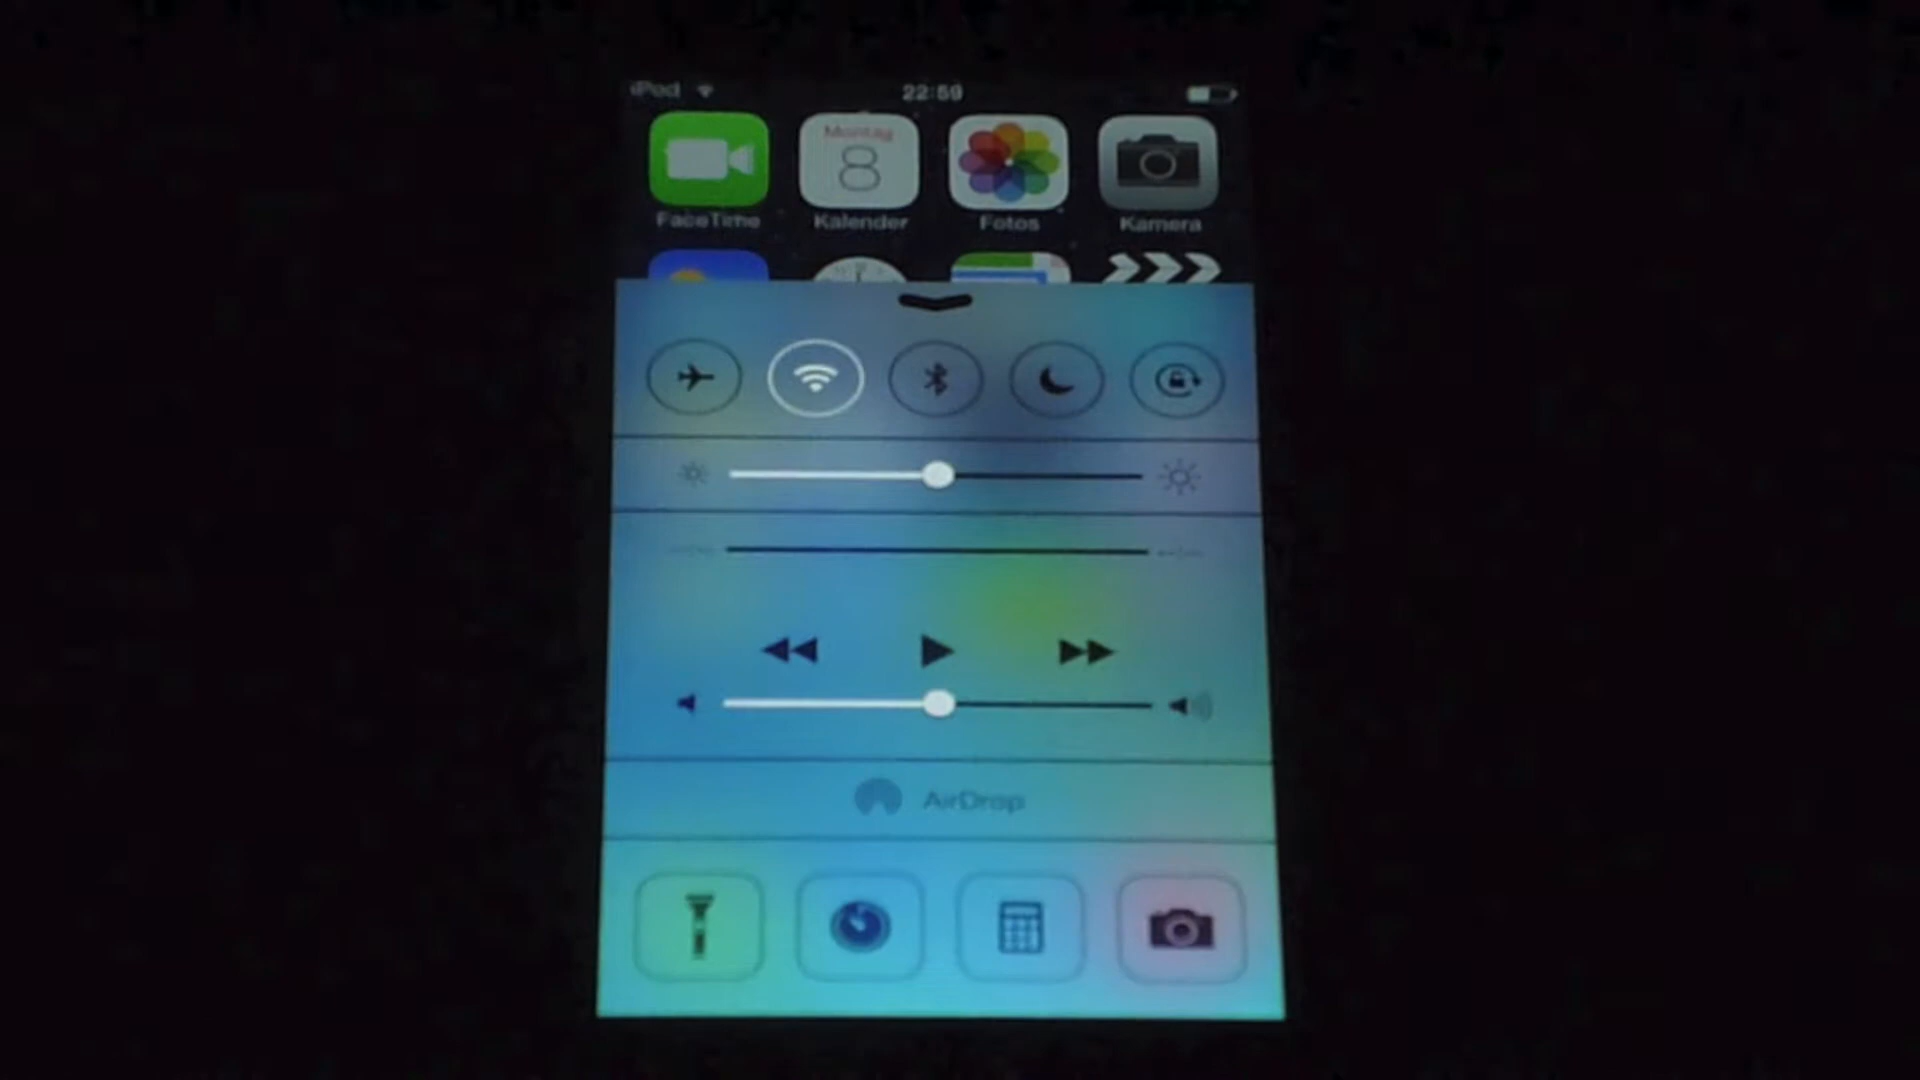 iPod 22:59
Montag
8
FaceTime Kalender Fotos Kamera
AirDrop